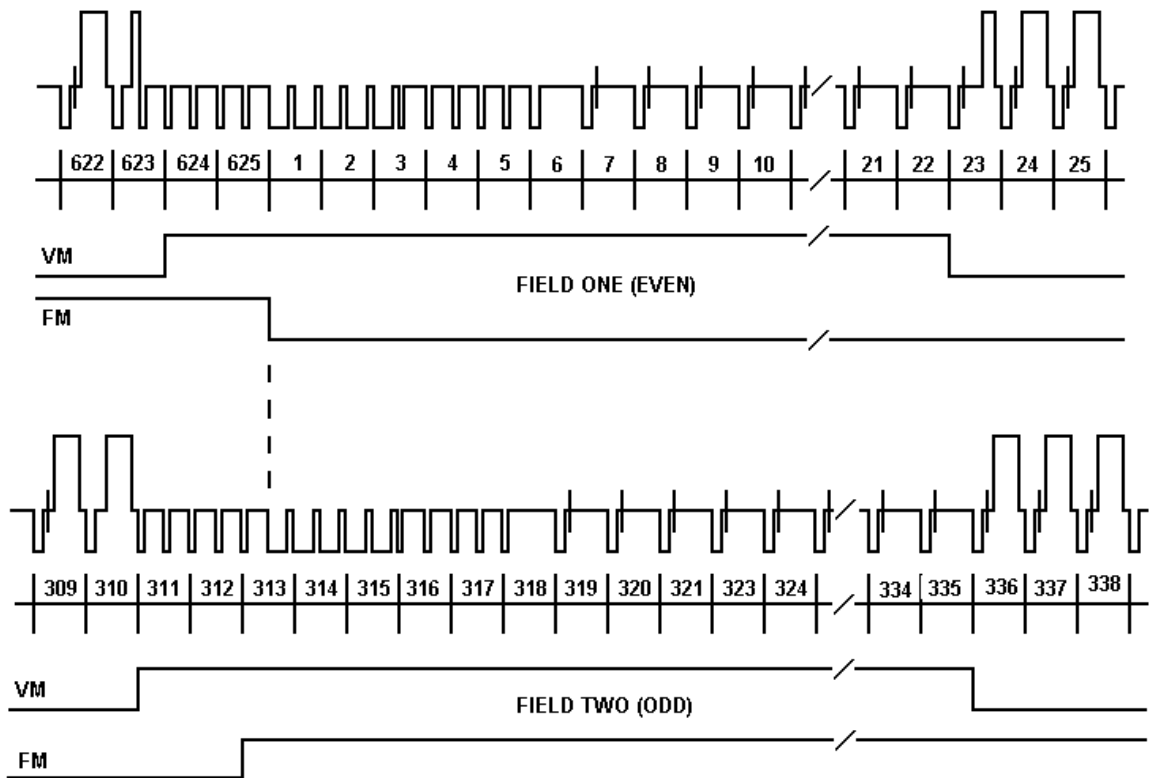 622 623 624 625 1 2 3 4 5 6 7 8 9 10 21 22 23 24 25
VM
FIELD ONE (EVEN)
FM
309 310 311 312 313 314 315 316 317 318 319 320 321 323 324 334 335 336 337 338
VM
FIELD TWO (ODD)
FM